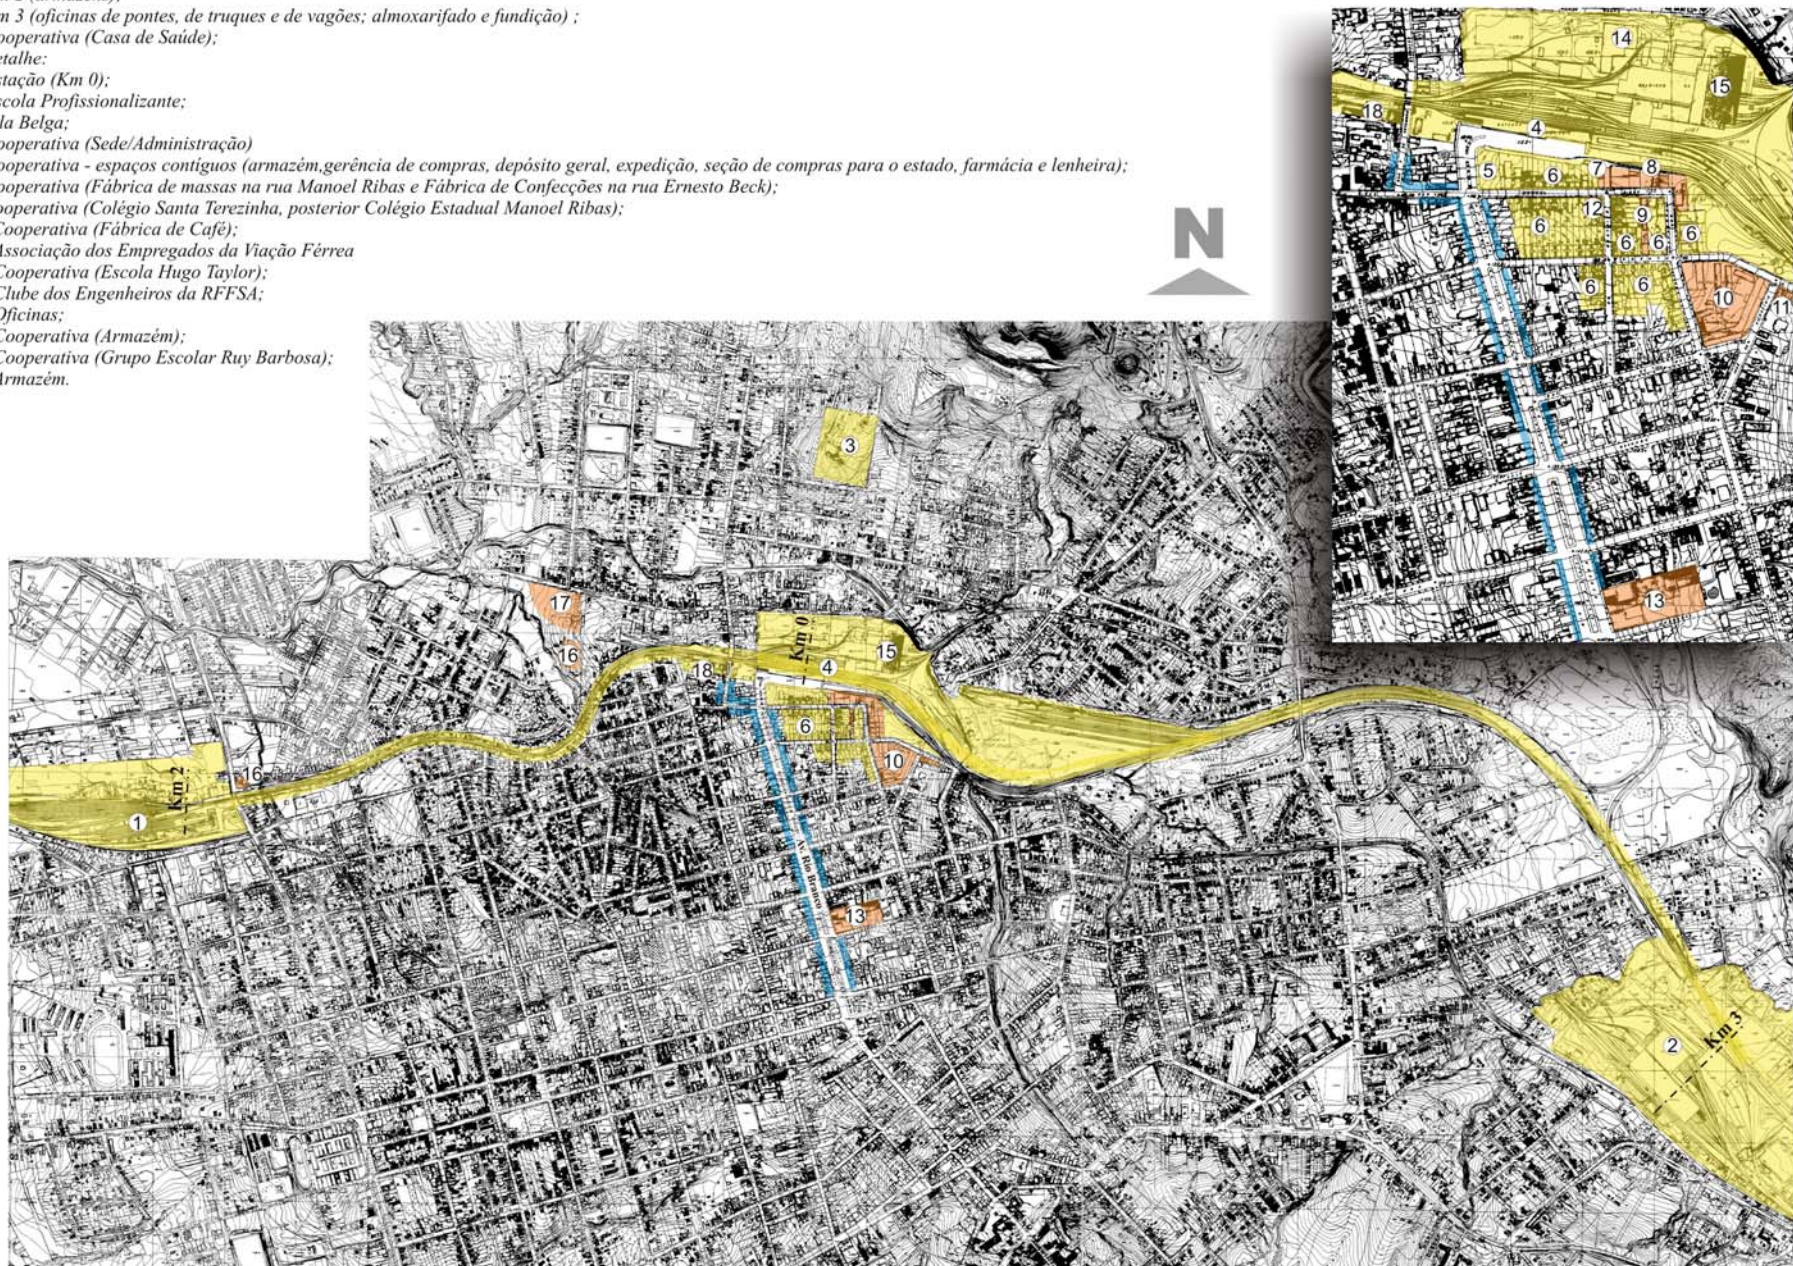 m 3 (oficinas de pontes, de truques e de vagões; almoxarifado e fundição) ;
ooperativa (Casa de Saúde);
etalhe:
stação (Km 0);
scola Profissionalizante;
la Belga;
ooperativa (Sede/Administração)
ooperativa - espaços contíguos (armazém,gerência de compras, depósito geral, expedição, seção de compras para o estado, farmácia e lenheira);
ooperativa (Fábrica de massas na rua Manoel Ribas e Fábrica de Confecções na rua Ernesto Beck);
ooperativa (Colégio Santa Terezinha, posterior Colégio Estadual Manoel Ribas);
Cooperativa (Fábrica de Café);
Associação dos Empregados da Viação Férrea
Cooperativa (Escola Hugo Taylor);
Clube dos Engenheiros da RFFSA;
Oficinas;
Cooperativa (Armazém);
Cooperativa (Grupo Escolar Ruy Barbosa);
Armazém.
N
14
15
18
4
5
6
7
8
12
9
6
6
6
6
6
6
10
11
13
3
17
16
Km 0
15
18
4
6
10
16
Km 2
1
Av. Rio Branco
13
2
Km 3